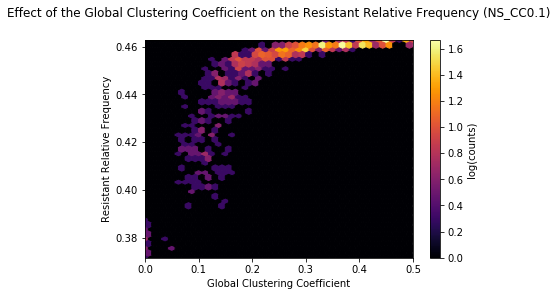 Effect of the Global Clustering Coefficient on the Resistant Relative Frequency (NS_CC0.1)
0.46
0.44
0.42
0.40
0.38
Resistant Relative Frequency
0.0 0.1 0.2 0.3 0.4 0.5
Global Clustering Coefficient
1.6
1.4
1.2
1.0
0.8
0.6
0.4
0.2
0.0
log(counts)